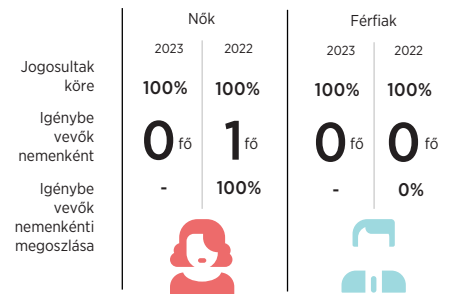 Nők Férfiak
2023 2022 2023 2022
Jogosultak
köre
100% 100% 100% 100%
Igénybe
vevők
nemenként
0 fő 1 fő 0 fő 0 fő
Igénybe
vevők
nemenkénti
megoszlása
- 100% - 0%